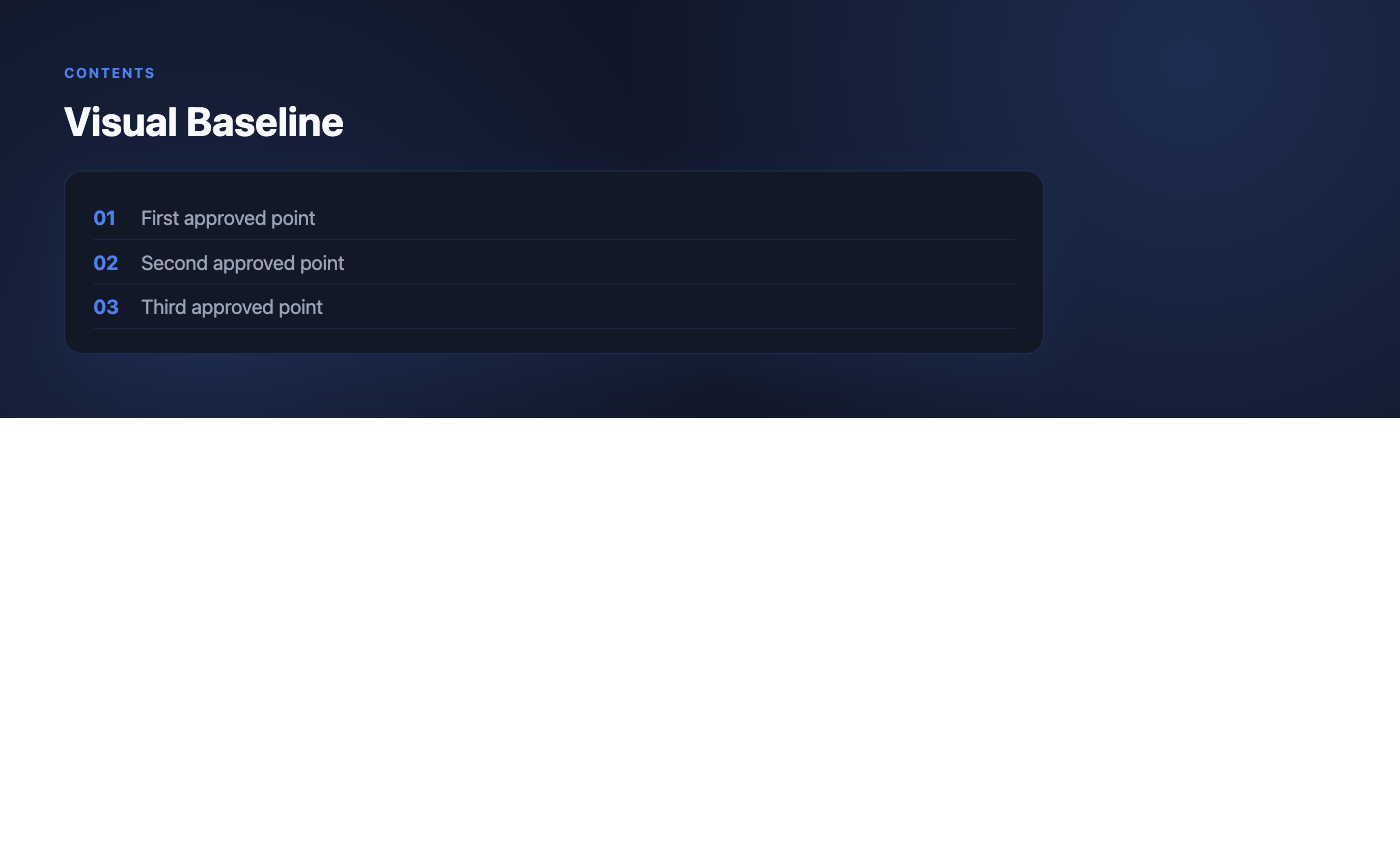 CONTENTS
Visual Baseline
01 First approved point
02 Second approved point
03 Third approved point